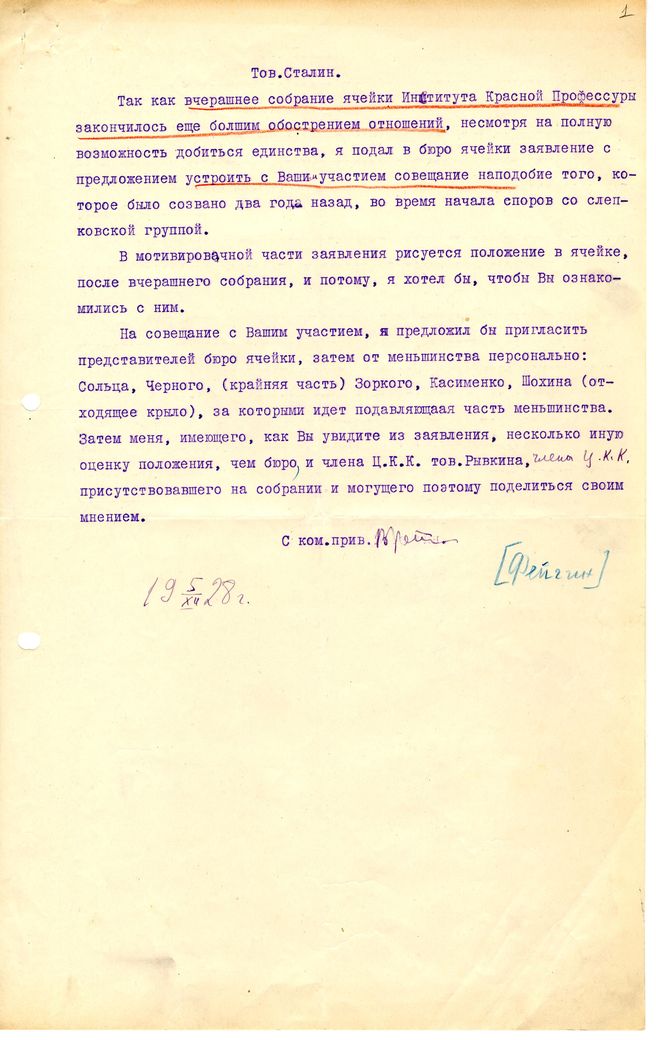 1
Тов.Сталин.
Так как вчерашнее собрание ячейки Института Красной Профессуры
закончилось еще болшим обострением отношений, несмотря на полную
возможность добиться единства, я подал в бюро ячейки заявление с
предложением устроить с Вашим участием совещание наподобие того, ко-
торое было созвано два года назад, во время начала споров со слеп-
ковской группой.
В мотивировачной части заявления рисуется положение в ячейке,
после вчерашнего собрания, и потому, я хотел бы, чтобы Вы ознако-
мились с ним.
На совещание с Вашим участием, я предложил бы пригласить
представителей бюро ячейки, затем от меньшинства персонально:
Сольца, Черного, (крайняя часть) Зоркого, Касименко, Шохина (от-
ходящее крыло), за которыми идет подавляющаая часть меньшинства.
Затем меня, имеющего, как Вы увидите из заявления, несколько иную
оценку положения, чем бюро, и члена Ц.К.К. тов.Рывкина, члена Ц.К.К.
присутствовавшего на собрании и могущего поэтому поделиться своим
мнением.
С ком.прив.
[Фейгин]
19 5/XII 28 г.